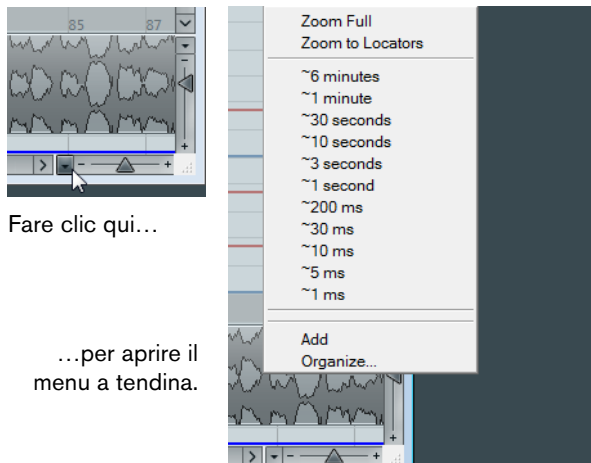 85 87
Fare clic qui…
…per aprire il
menu a tendina.
Zoom Full
Zoom to Locators
~6 minutes
~1 minute
~30 seconds
~10 seconds
~3 seconds
~1 second
~200 ms
~30 ms
~10 ms
~5 ms
~1 ms
Add
Organize...